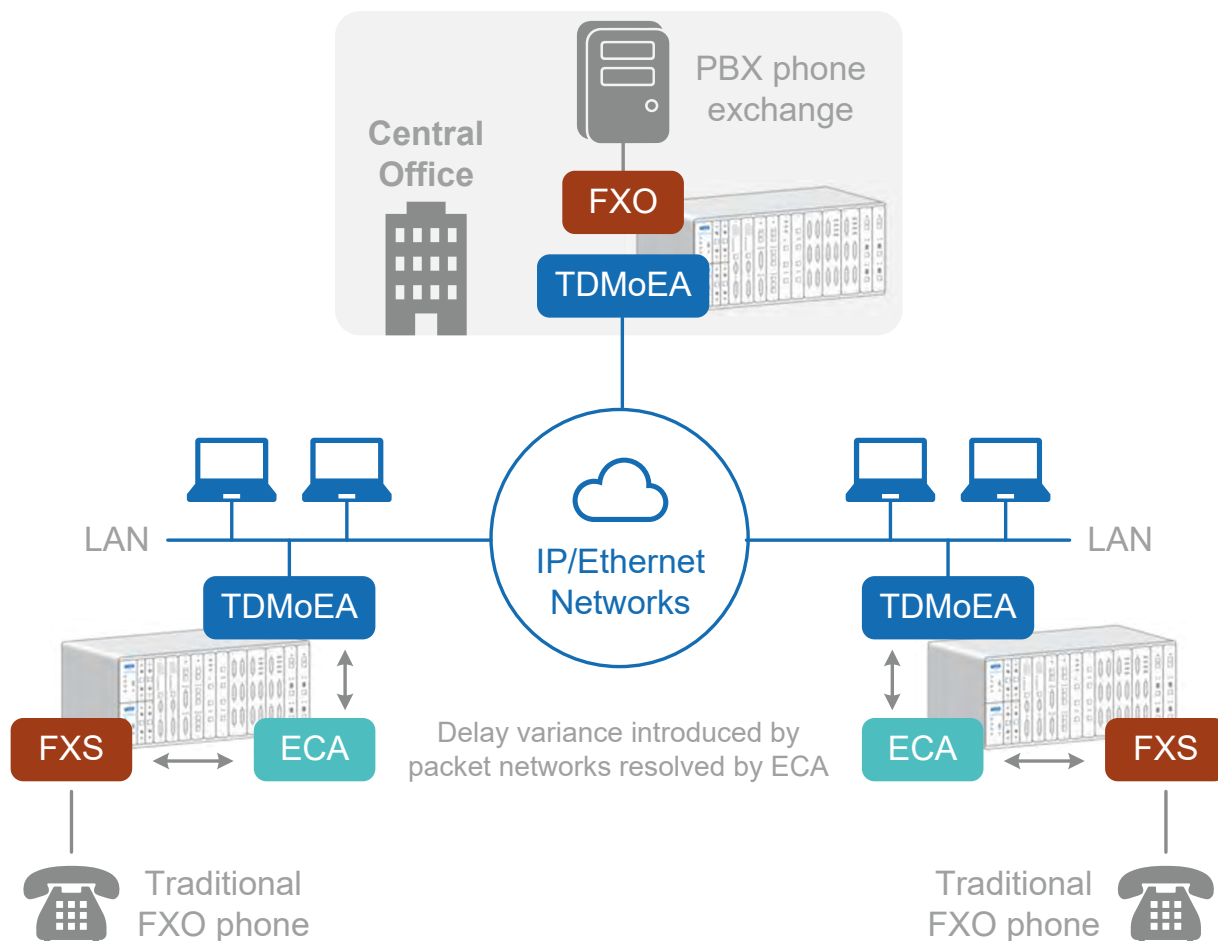 PBX phone
exchange
Central
Office
FXO
TDMoEA
LAN
IP/Ethernet
Networks
LAN
TDMoEA
TDMoEA
FXS
ECA
Delay variance introduced by
packet networks resolved by ECA
ECA
FXS
Traditional
FXO phone
Traditional
FXO phone